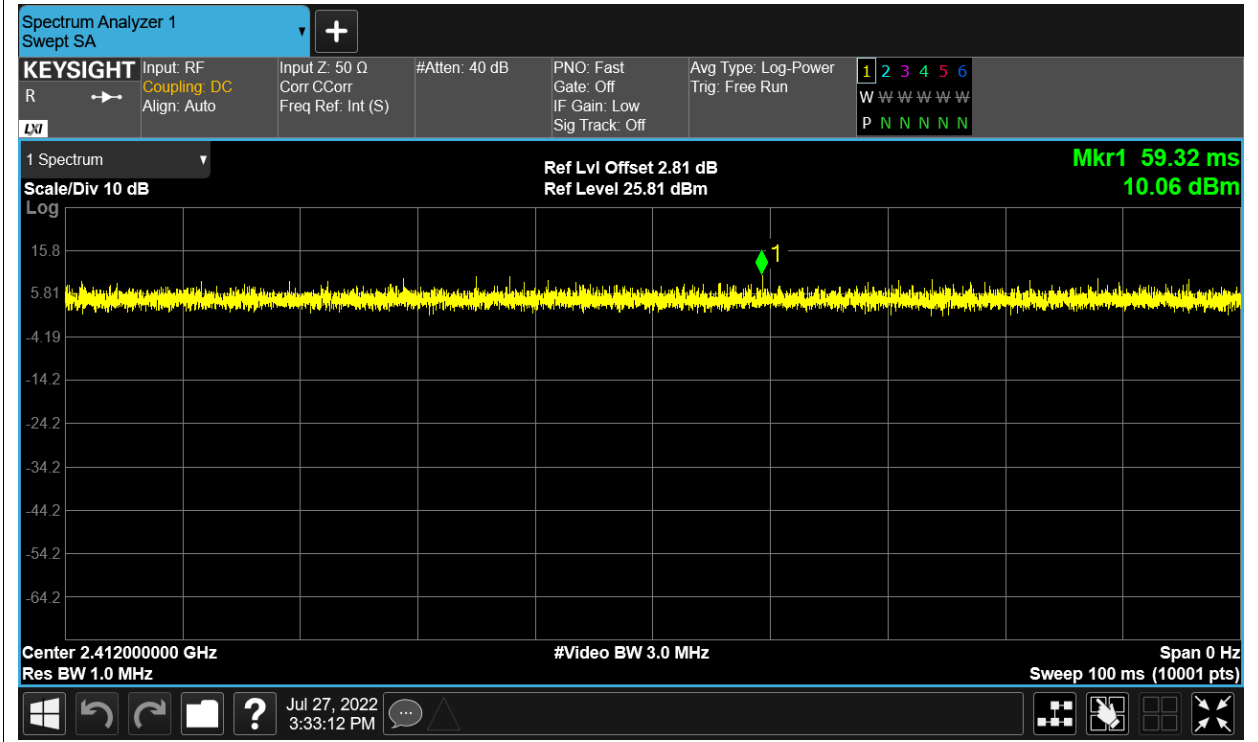 Spectrum Analyzer 1
Swept SA
KEYSIGHT
R
LXI
Input: RF
Coupling: DC
Align: Auto
Input Z: 50 Ω
Corr CCorr
Freq Ref: Int (S)
#Atten: 40 dB
PNO: Fast
Gate: Off
IF Gain: Low
Sig Track: Off
Avg Type: Log-Power
Trig: Free Run
1 2 3 4 5 6
W W W W W W
P N N N N N
1 Spectrum
Scale/Div 10 dB
Log
Ref Lvl Offset 2.81 dB
Ref Level 25.81 dBm
Mkr1 59.32 ms
10.06 dBm
1
15.8
5.81
-4.19
-14.2
-24.2
-34.2
-44.2
-54.2
-64.2
Center 2.412000000 GHz
Res BW 1.0 MHz
#Video BW 3.0 MHz
Span 0 Hz
Sweep 100 ms (10001 pts)
?
Jul 27, 2022
3:33:12 PM